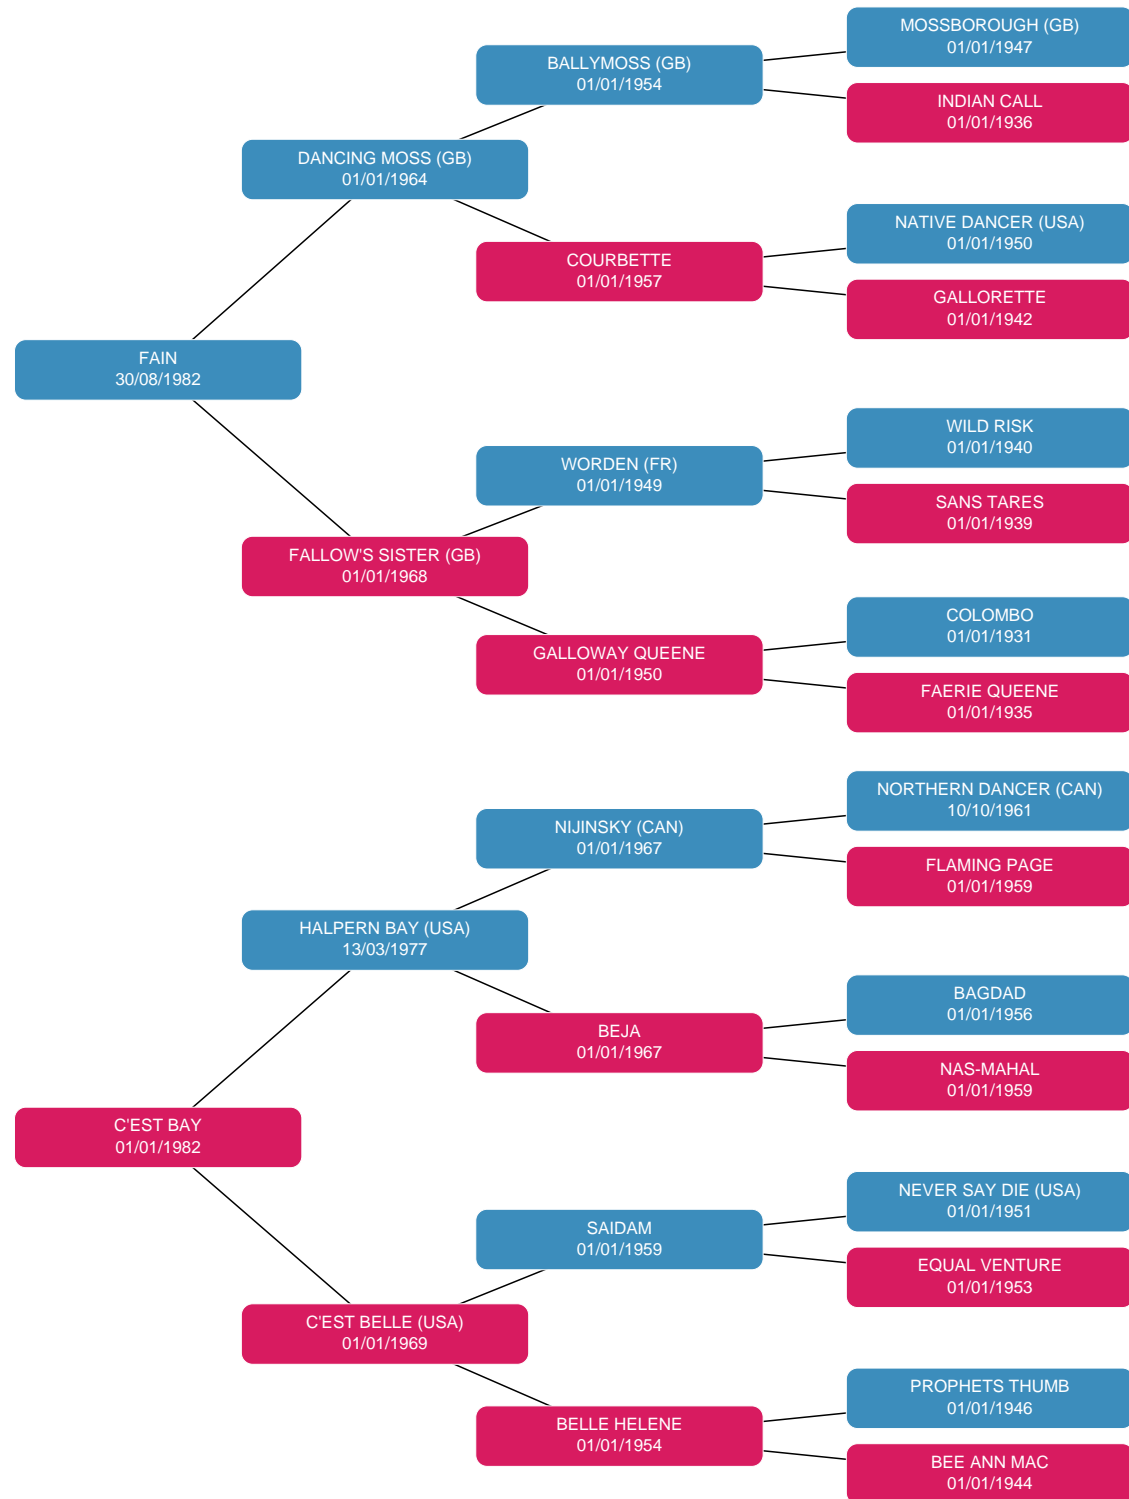 MOSSBOROUGH (GB)
01/01/1947
BALLYMOSS (GB)
01/01/1954
INDIAN CALL
01/01/1936
DANCING MOSS (GB)
01/01/1964
NATIVE DANCER (USA)
01/01/1950
COURBETTE
01/01/1957
GALLORETTE
01/01/1942
FAIN
30/08/1982
WILD RISK
01/01/1940
WORDEN (FR)
01/01/1949
SANS TARES
01/01/1939
FALLOW'S SISTER (GB)
01/01/1968
COLOMBO
01/01/1931
GALLOWAY QUEENE
01/01/1950
FAERIE QUEENE
01/01/1935
NORTHERN DANCER (CAN)
10/10/1961
NIJINSKY (CAN)
01/01/1967
FLAMING PAGE
01/01/1959
HALPERN BAY (USA)
13/03/1977
BAGDAD
01/01/1956
BEJA
01/01/1967
NAS-MAHAL
01/01/1959
C'EST BAY
01/01/1982
NEVER SAY DIE (USA)
01/01/1951
SAIDAM
01/01/1959
EQUAL VENTURE
01/01/1953
C'EST BELLE (USA)
01/01/1969
PROPHETS THUMB
01/01/1946
BELLE HELENE
01/01/1954
BEE ANN MAC
01/01/1944